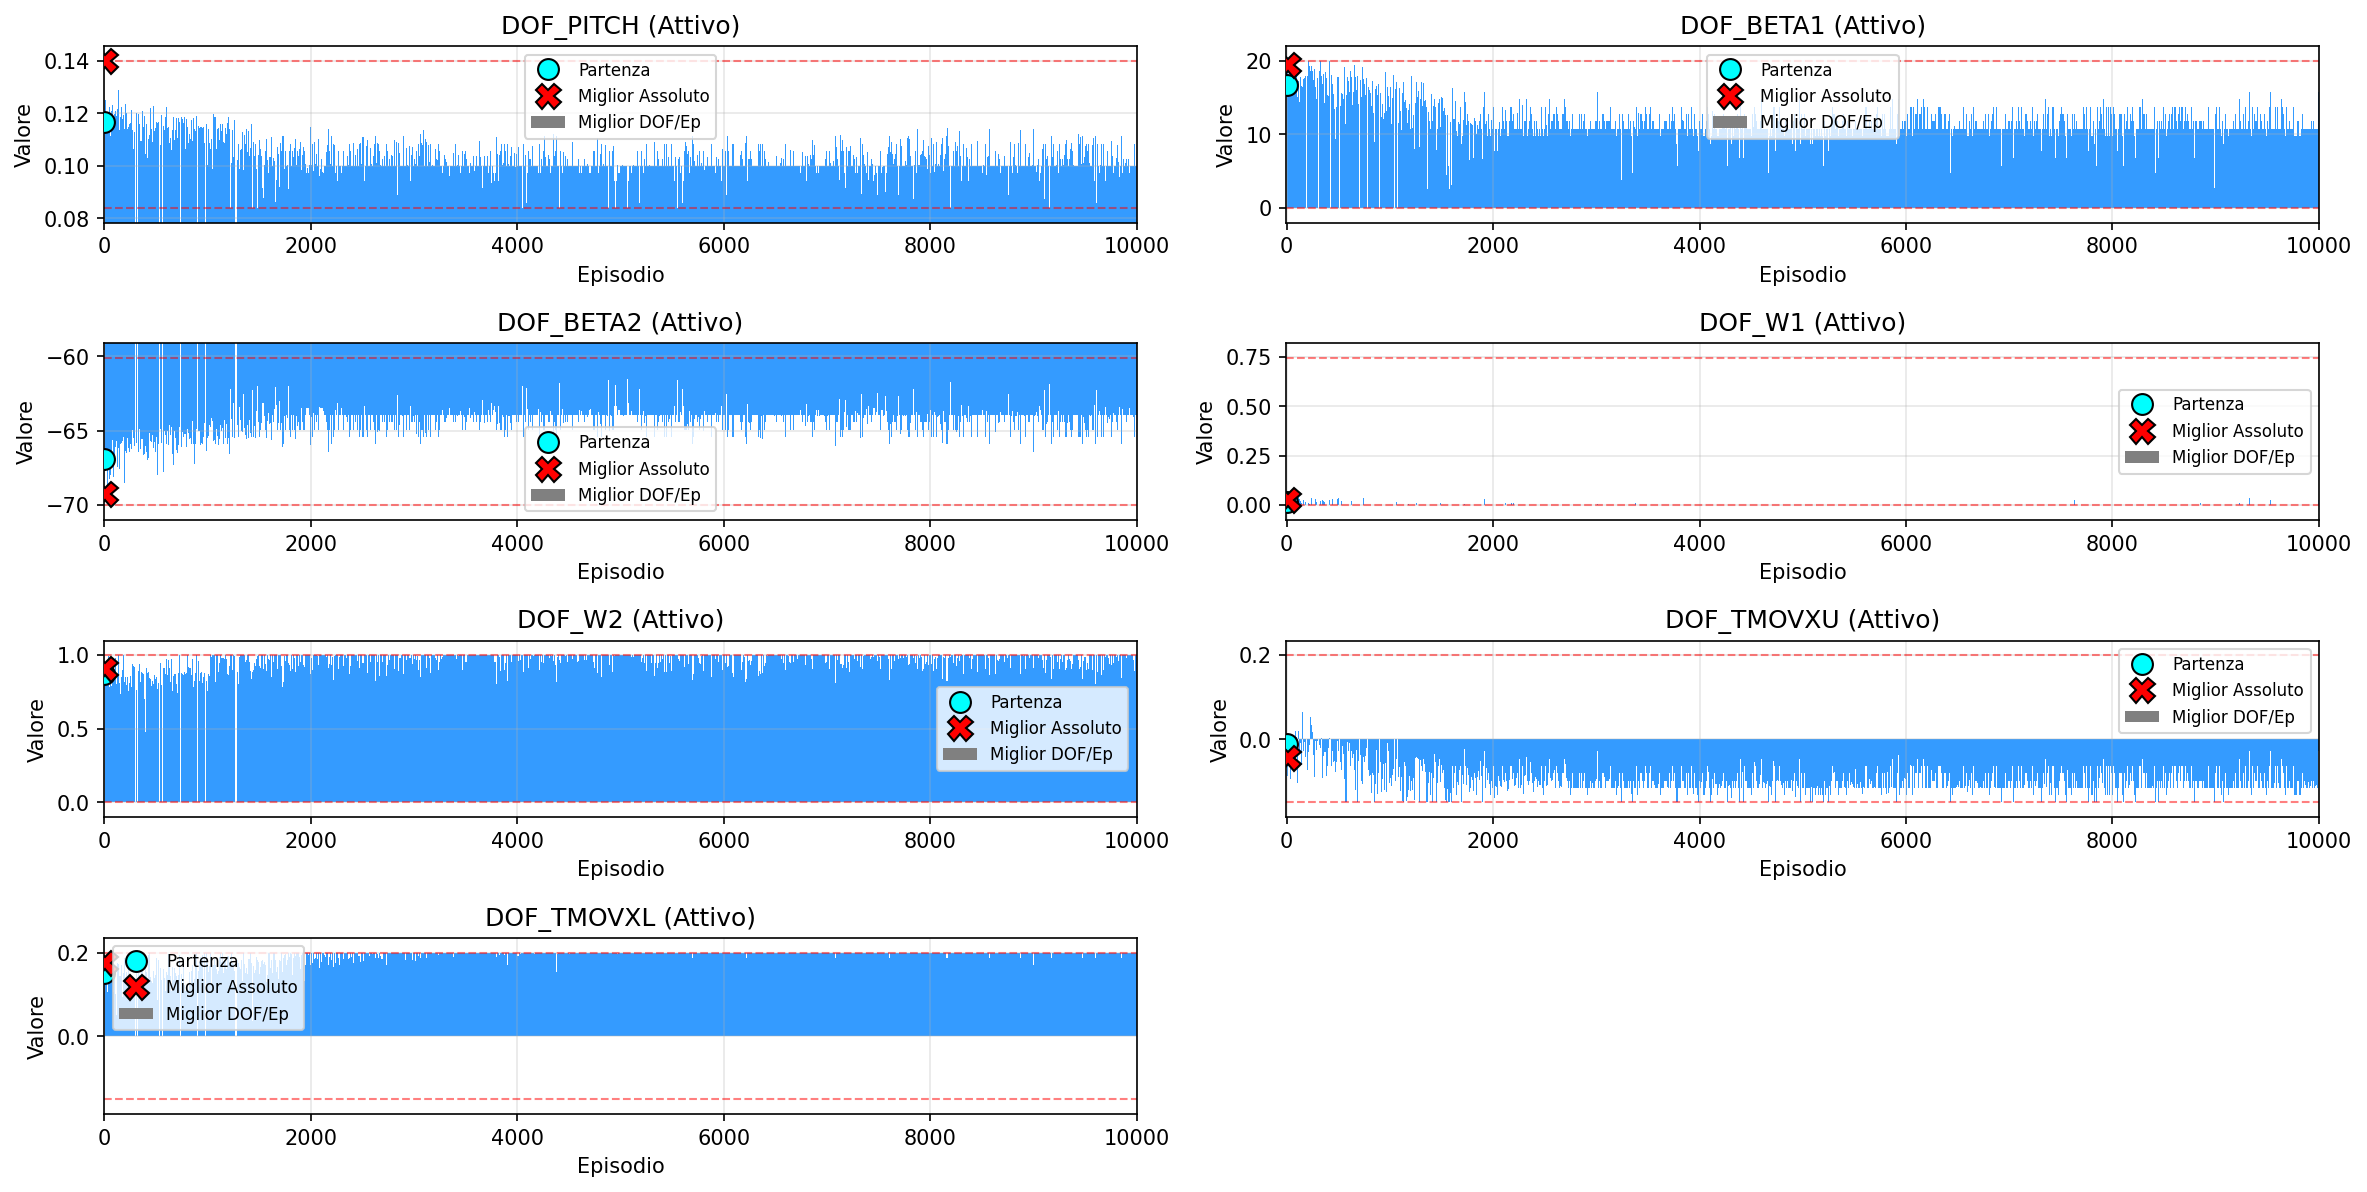 DOF_PITCH (Attivo)
0.14
0.12
0.10
0.08
Valore
Partenza
Miglior Assoluto
Miglior DOF/Ep
0 2000 4000 6000 8000 10000
Episodio
DOF_BETA1 (Attivo)
20
10
0
Valore
Partenza
Miglior Assoluto
Miglior DOF/Ep
0 2000 4000 6000 8000 10000
Episodio
DOF_BETA2 (Attivo)
−60
−65
−70
Valore
Partenza
Miglior Assoluto
Miglior DOF/Ep
0 2000 4000 6000 8000 10000
Episodio
DOF_W1 (Attivo)
0.75
0.50
0.25
0.00
Valore
Partenza
Miglior Assoluto
Miglior DOF/Ep
0 2000 4000 6000 8000 10000
Episodio
DOF_W2 (Attivo)
1.0
0.5
0.0
Valore
Partenza
Miglior Assoluto
Miglior DOF/Ep
0 2000 4000 6000 8000 10000
Episodio
DOF_TMOVXU (Attivo)
0.2
0.0
Valore
Partenza
Miglior Assoluto
Miglior DOF/Ep
0 2000 4000 6000 8000 10000
Episodio
DOF_TMOVXL (Attivo)
0.2
0.0
Valore
Partenza
Miglior Assoluto
Miglior DOF/Ep
0 2000 4000 6000 8000 10000
Episodio